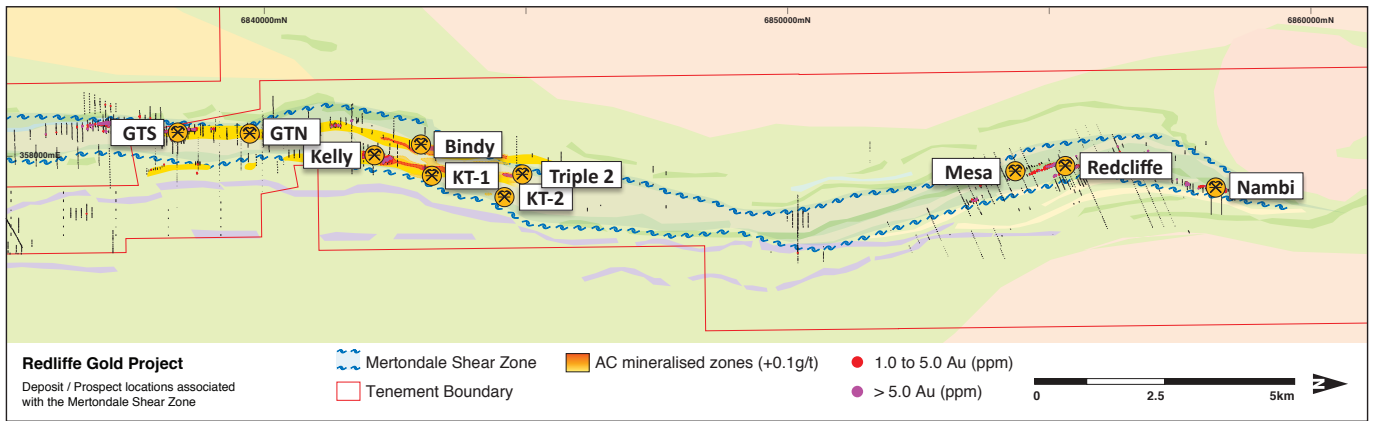 6840000mN
6850000mN
6860000mN
358000mE
GTS
GTN
Bindy
Kelly
KT-1
Triple 2
KT-2
Mesa
Redcliffe
Nambi
Redliffe Gold Project
Deposit / Prospect locations associated
with the Mertondale Shear Zone
Mertondale Shear Zone
Tenement Boundary
AC mineralised zones (+0.1g/t)
1.0 to 5.0 Au (ppm)
> 5.0 Au (ppm)
0 2.5 5km
N